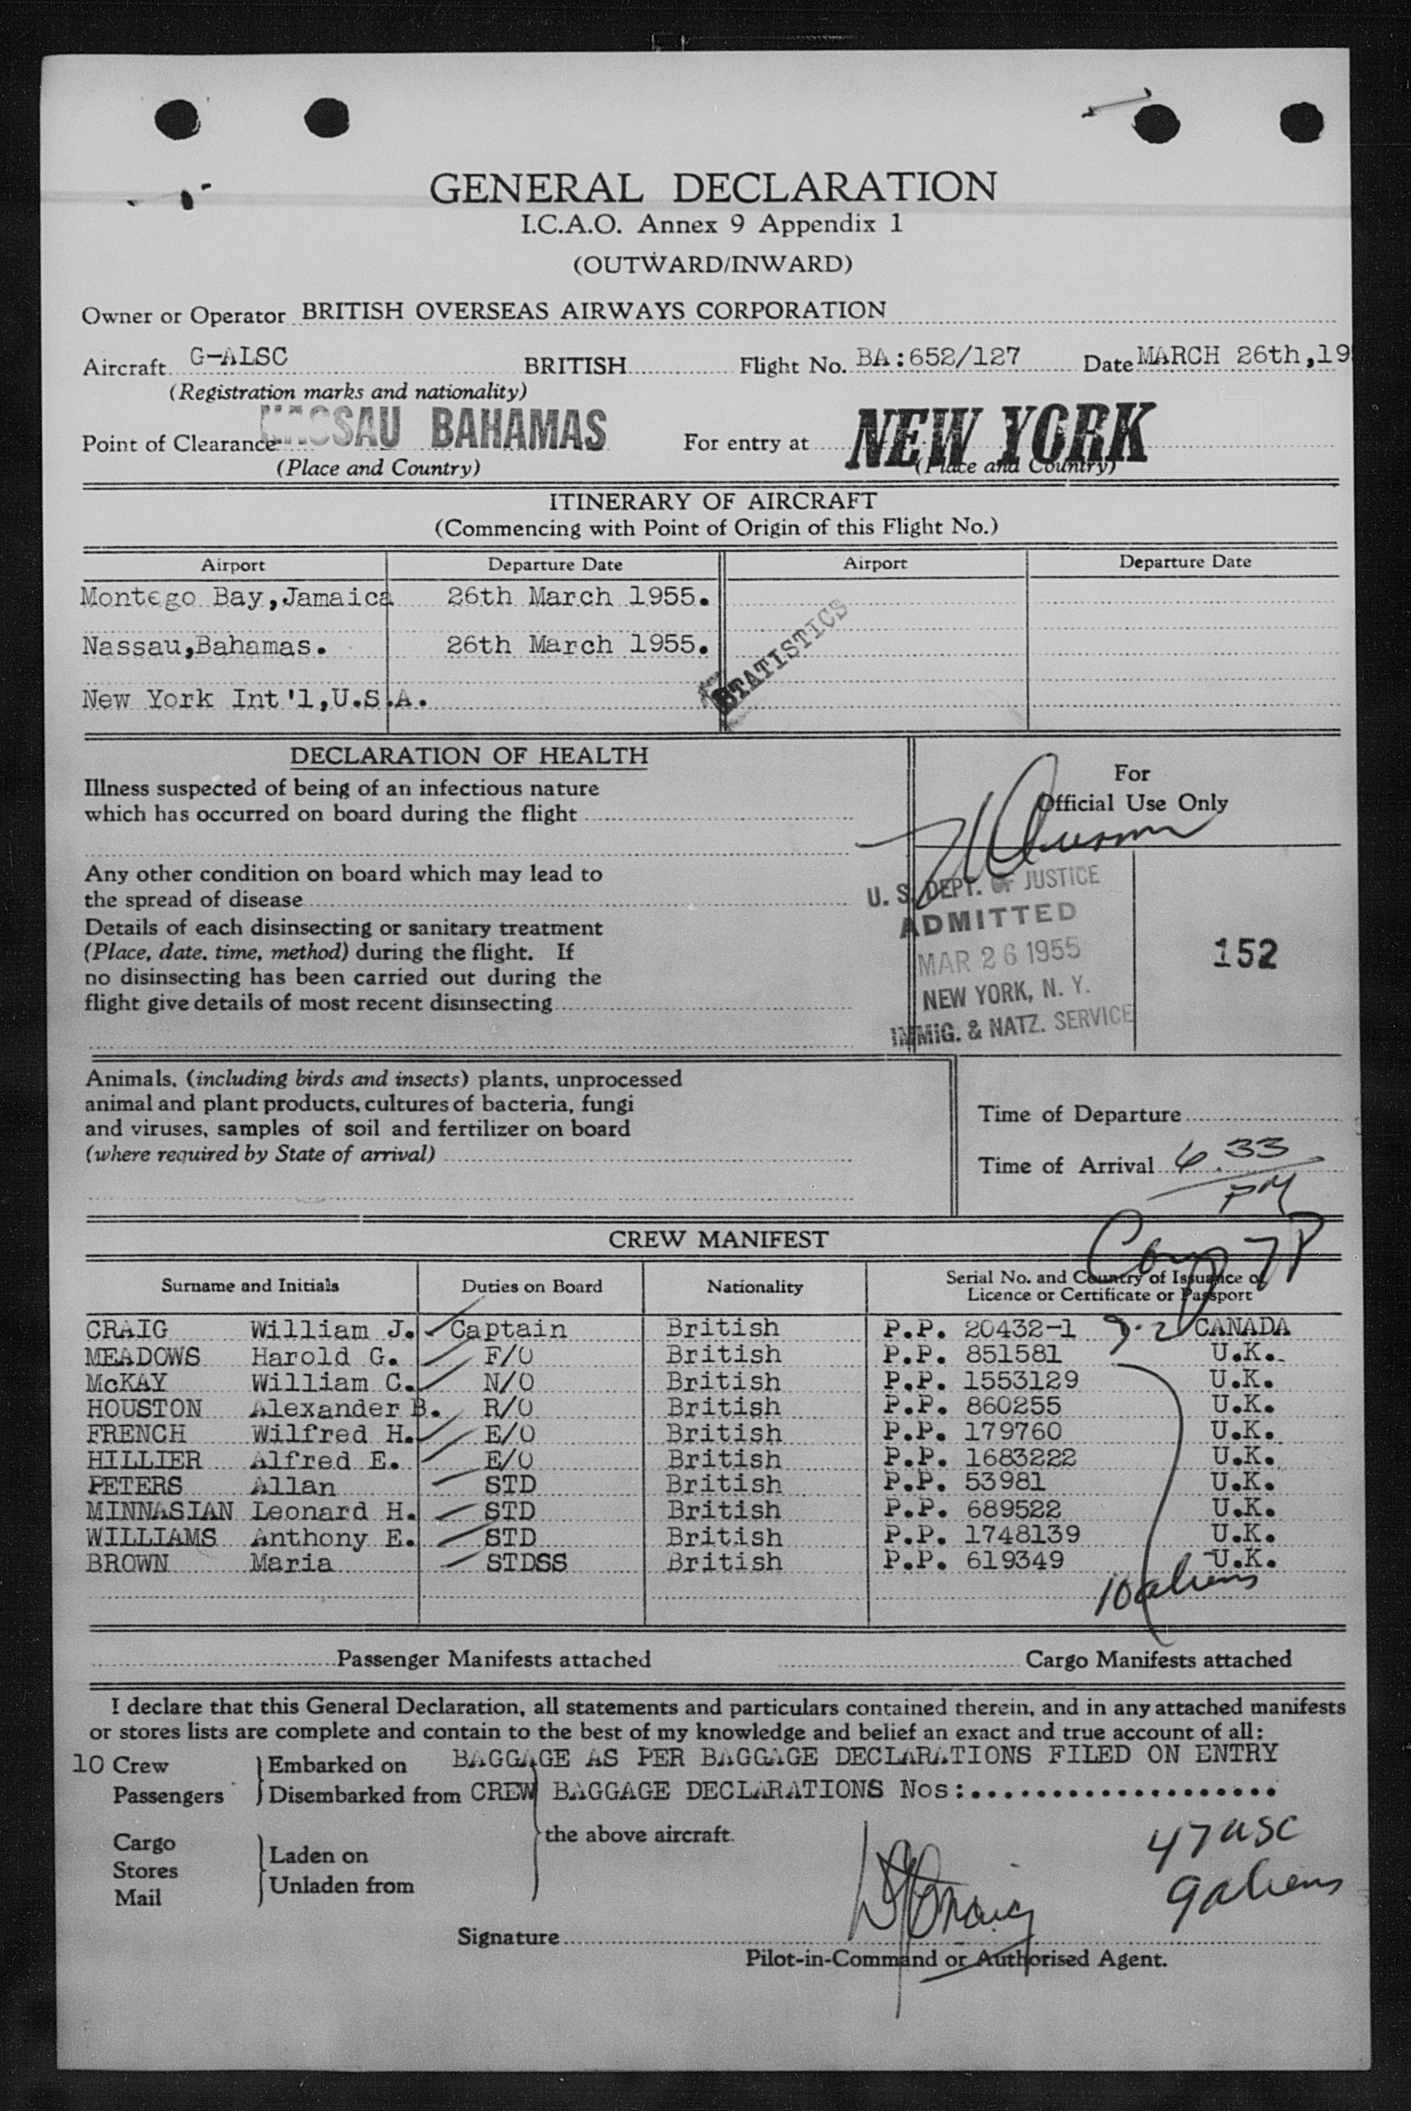 GENERAL DECLARATION
I.C.A.O. Annex 9 Appendix 1
(OUTWARD/INWARD)
Owner or Operator BRITISH OVERSEAS AIRWAYS CORPORATION
Aircraft G-ALSC BRITISH Flight No. BA:652/127 Date MARCH 26th,19
(Registration marks and nationality)
Point of Clearance NASSAU BAHAMAS For entry at NEW YORK
(Place and Country) (Place and Country)
ITINERARY OF AIRCRAFT
(Commencing with Point of Origin of this Flight No.)
Airport Departure Date Airport Departure Date
Montego Bay,Jamaica 26th March 1955.
Nassau,Bahamas. 26th March 1955.
STATISTICS
New York Int'l,U.S.A.
DECLARATION OF HEALTH
For
Official Use Only
Illness suspected of being of an infectious nature
which has occurred on board during the flight
Any other condition on board which may lead to
the spread of disease
U. S. DEPT. OF JUSTICE
ADMITTED
MAR 26 1955
NEW YORK, N. Y.
IMMIG. & NATZ. SERVICE
152
Details of each disinsecting or sanitary treatment
(Place, date, time, method) during the flight. If
no disinsecting has been carried out during the
flight give details of most recent disinsecting
Animals, (including birds and insects) plants, unprocessed
animal and plant products, cultures of bacteria, fungi
and viruses, samples of soil and fertilizer on board
(where required by State of arrival)
Time of Departure
Time of Arrival 6.33
PM
CREW MANIFEST
Surname and Initials Duties on Board Nationality Serial No. and Country of Issuance of
Licence or Certificate or Passport
CRAIG William J. Captain British P.P. 20432-1 CANADA
MEADOWS Harold G. F/O British P.P. 851581 U.K.
McKAY William C. N/O British P.P. 1553129 U.K.
HOUSTON Alexander B. R/O British P.P. 860255 U.K.
FRENCH Wilfred H. E/O British P.P. 179760 U.K.
HILLIER Alfred E. E/O British P.P. 1683222 U.K.
PETERS Allan STD British P.P. 53981 U.K.
MINNASIAN Leonard H. STD British P.P. 689522 U.K.
WILLIAMS Anthony E. STD British P.P. 1748139 U.K.
BROWN Maria STDSS British P.P. 619349 U.K.
10 aliens
Passenger Manifests attached Cargo Manifests attached
I declare that this General Declaration, all statements and particulars contained therein, and in any attached manifests
or stores lists are complete and contain to the best of my knowledge and belief an exact and true account of all:
10 Crew Embarked on BAGGAGE AS PER BAGGAGE DECLARATIONS FILED ON ENTRY
Passengers Disembarked from CREW BAGGAGE DECLARATIONS Nos:...................
the above aircraft.
Cargo
Stores
Mail
Laden on
Unladen from
47 USC
9 aliens
Signature
Pilot-in-Command or Authorised Agent.